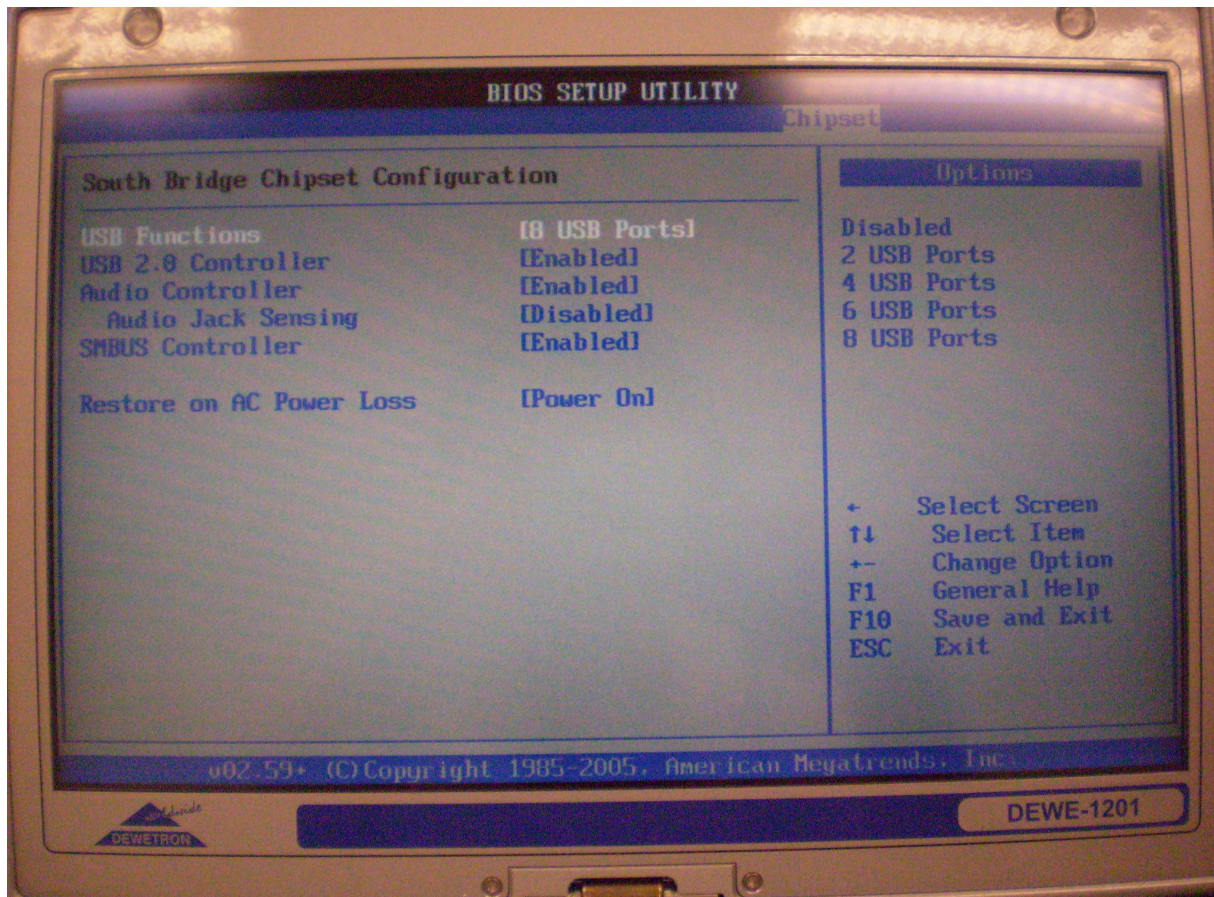 BIOS SETUP UTILITY
Chipset
South Bridge Chipset Configuration
USB Functions [8 USB Ports]
USB 2.0 Controller [Enabled]
Audio Controller [Enabled]
Audio Jack Sensing [Disabled]
SMBUS Controller [Enabled]
Restore on AC Power Loss [Power On]
Options
Disabled
2 USB Ports
4 USB Ports
6 USB Ports
8 USB Ports
← Select Screen
↑↓ Select Item
+- Change Option
F1 General Help
F10 Save and Exit
ESC Exit
v02.59+ (C)Copyright 1985-2005, American Megatrends, Inc.
worldwide
DEWETRON
DEWE-1201